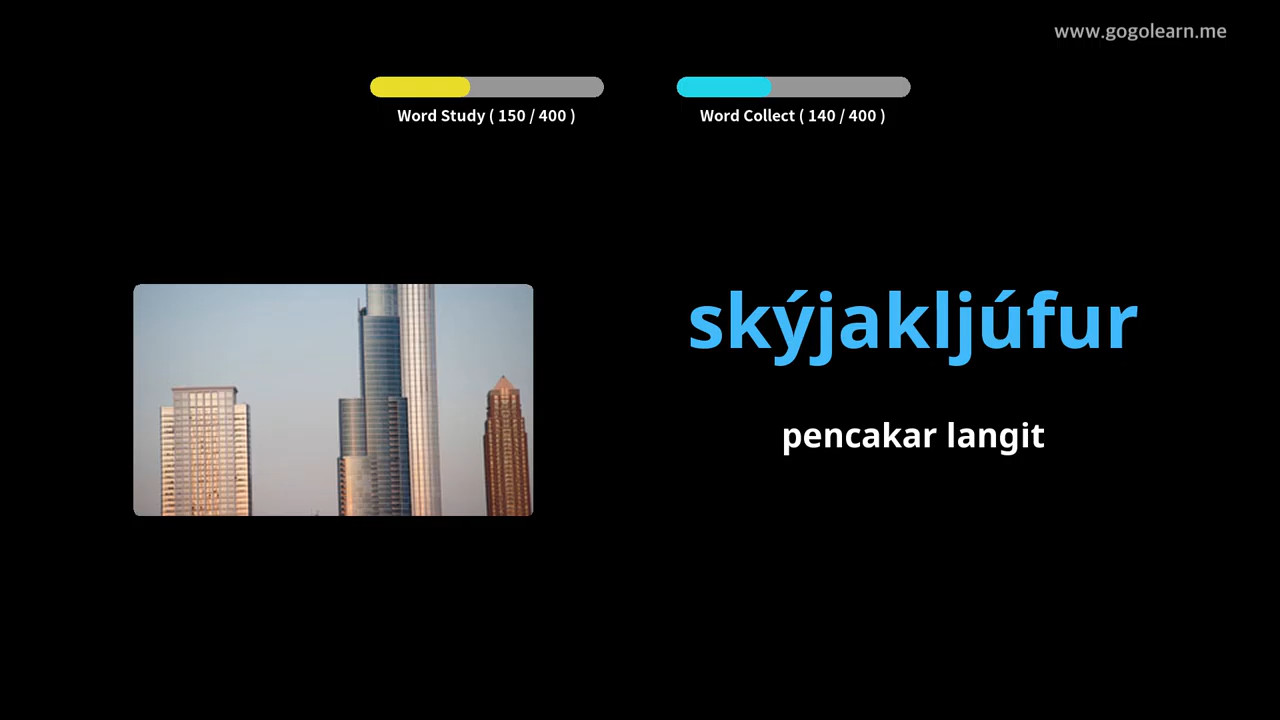 www.gogolearn.me
Word Study ( 150 / 400 )
Word Collect ( 140 / 400 )
skýjakljúfur
pencakar langit